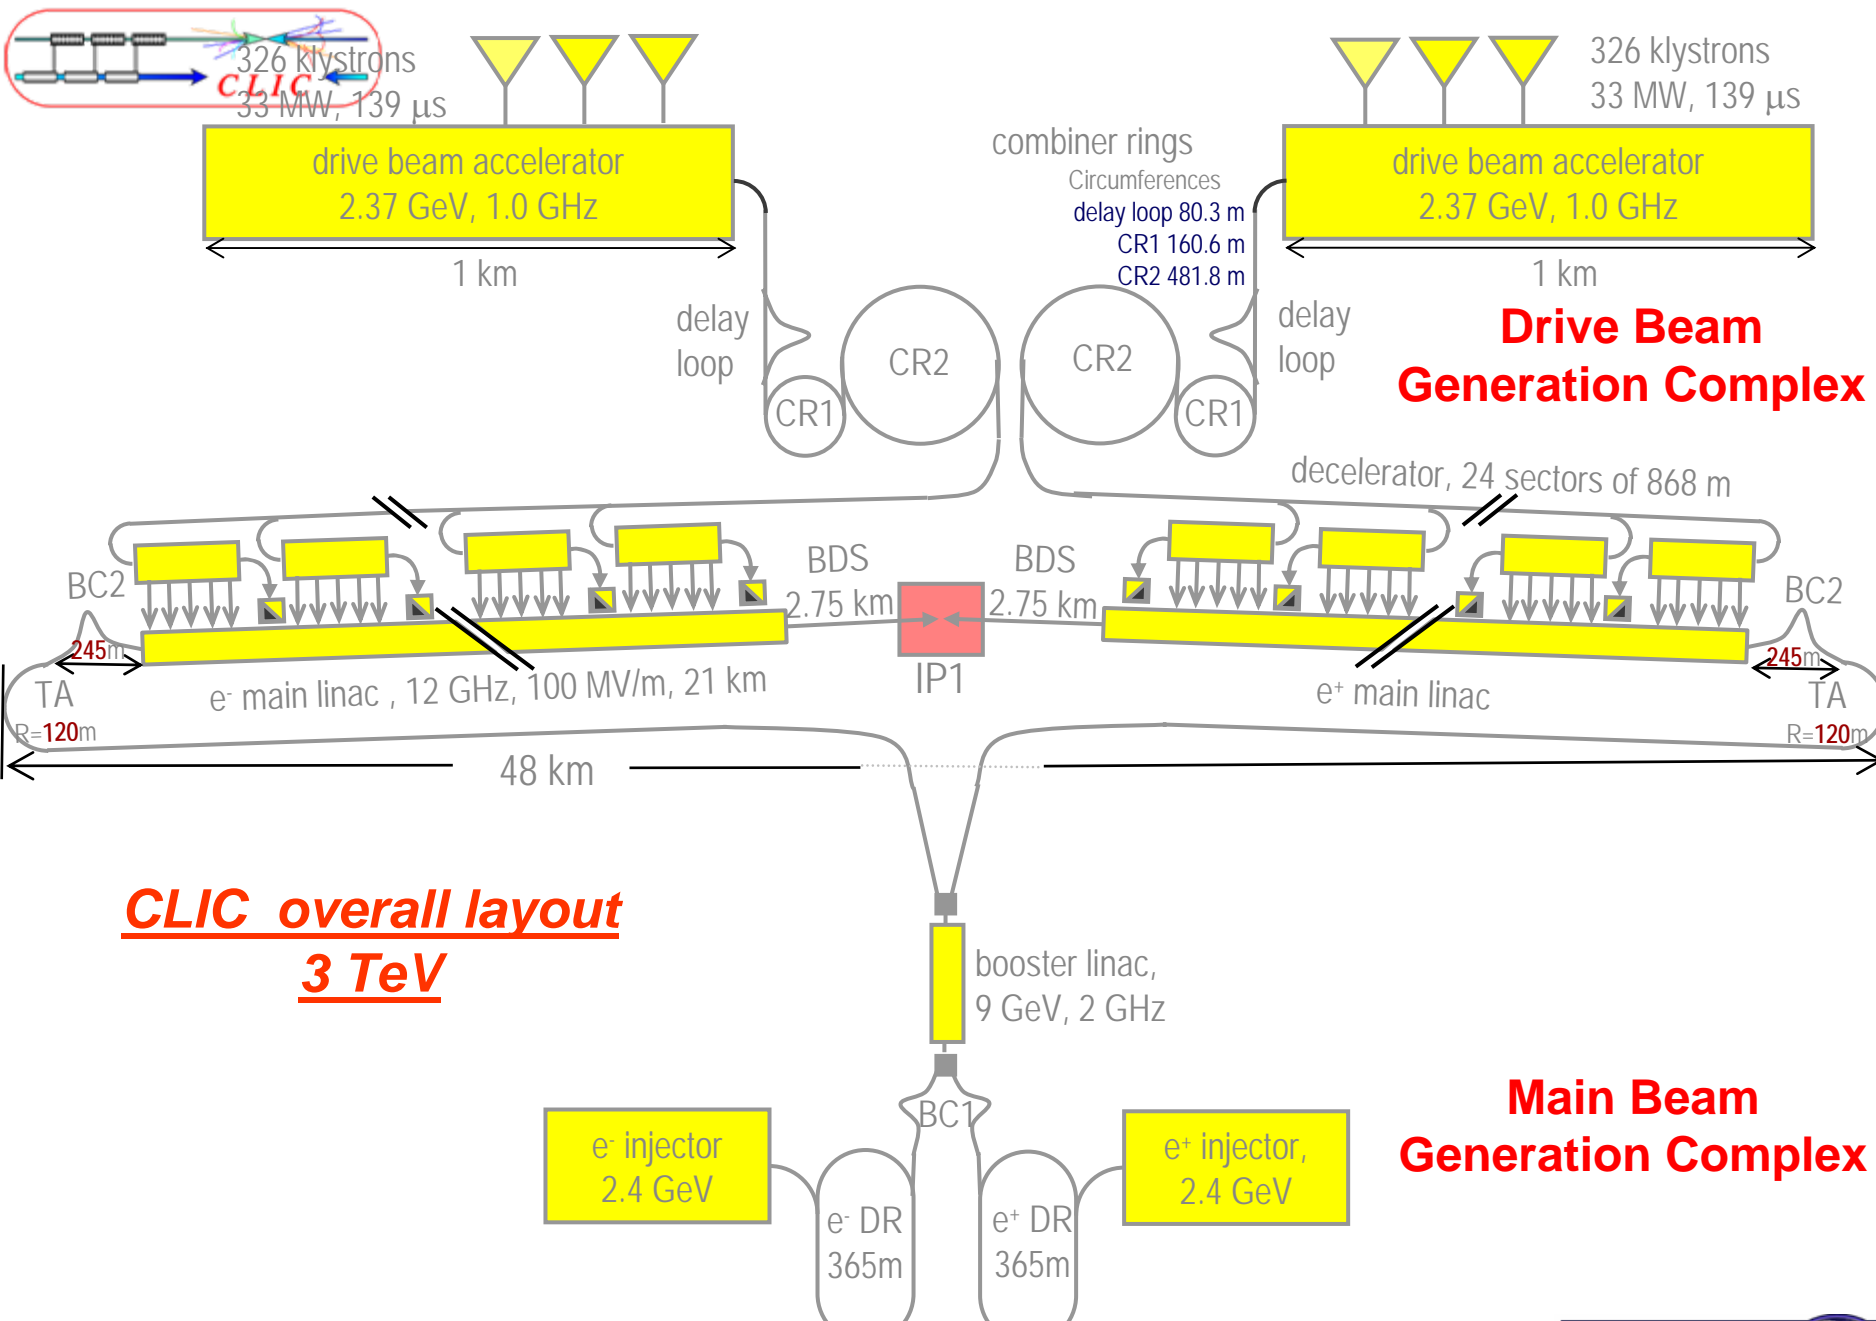 326 klystrons
33 MW, 139 μs
CLIC
326 klystrons
33 MW, 139 μs
drive beam accelerator
2.37 GeV, 1.0 GHz
combiner rings
Circumferences
delay loop 80.3 m
CR1 160.6 m
CR2 481.8 m
drive beam accelerator
2.37 GeV, 1.0 GHz
1 km
1 km
delay
loop
CR2
CR2
delay
loop
CR1
CR1
Drive Beam
Generation Complex
decelerator, 24 sectors of 868 m
BC2
BDS
2.75 km
BDS
2.75 km
BC2
245m
245m
TA
e- main linac , 12 GHz, 100 MV/m, 21 km
IP1
e+ main linac
TA
R=120m
R=120m
48 km
CLIC overall layout
3 TeV
booster linac,
9 GeV, 2 GHz
BC1
Main Beam
Generation Complex
e- injector
2.4 GeV
e+ injector,
2.4 GeV
e- DR
365m
e+ DR
365m